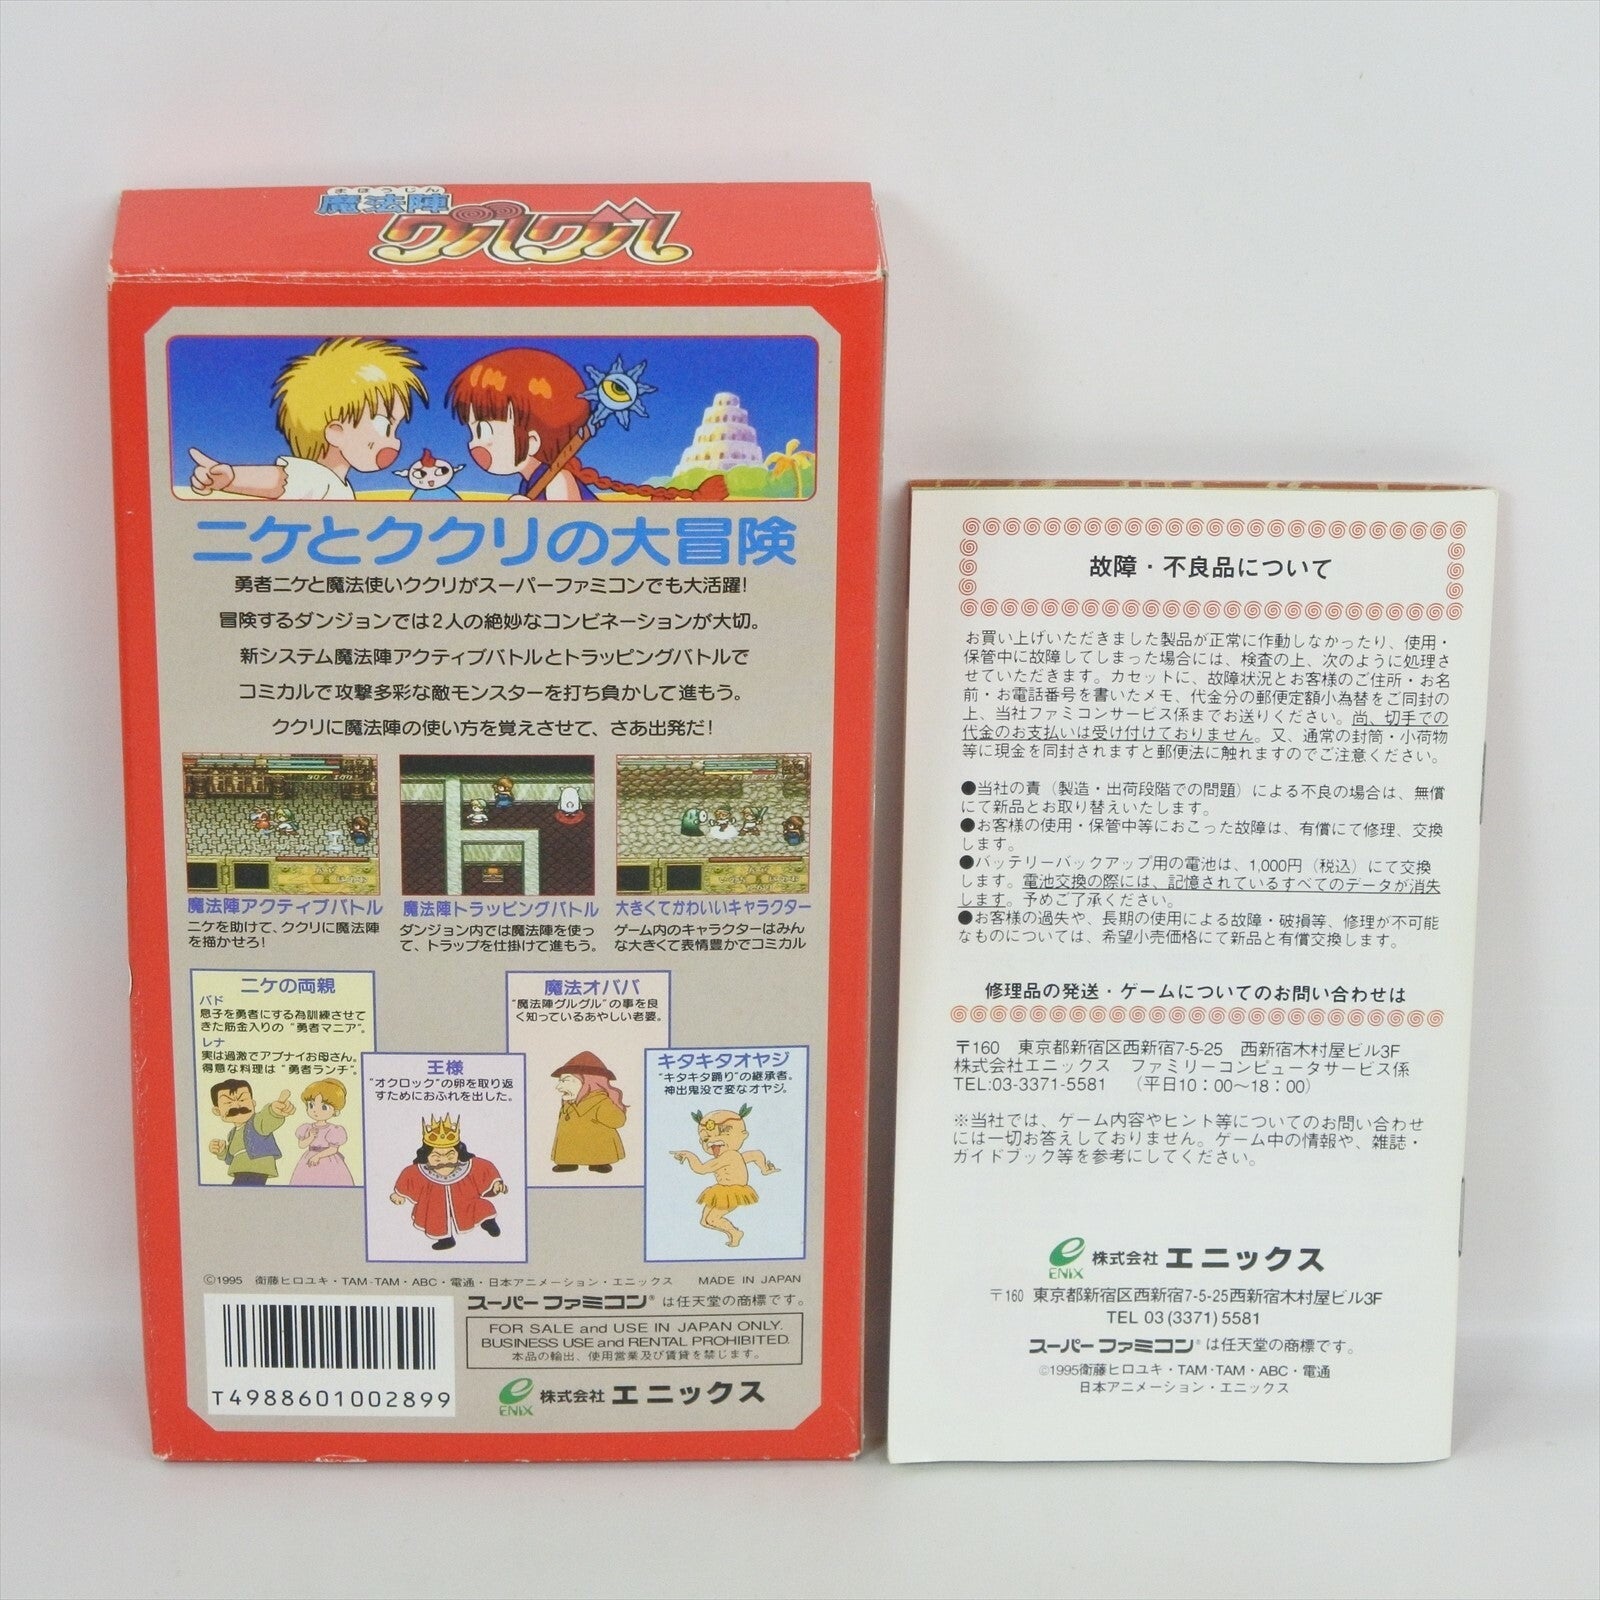 まほうじん
魔法陣
グルグル
ニケとククリの大冒険
勇者ニケと魔法使いククリがスーパーファミコンでも大活躍!
冒険するダンジョンでは2人の絶妙なコンビネーションが大切。
新システム魔法陣アクティブバトルとトラッピングバトルで
コミカルで攻撃多彩な敵モンスターを打ち負かして進もう。
ククリに魔法陣の使い方を覚えさせて、さあ出発だ!
魔法陣アクティブバトル
ニケを助けて、ククリに魔法陣
を描かせろ!
魔法陣トラッピングバトル
ダンジョン内では魔法陣を使っ
て、トラップを仕掛けて進もう。
大きくてかわいいキャラクター
ゲーム内のキャラクターはみん
な大きくて表情豊かでコミカル
ニケの両親
バド
息子を勇者にする為訓練させて
きた筋金入りの“勇者マニア”。
レナ
実は過激でアブナイお母さん。
得意な料理は“勇者ランチ”。
王様
“オクロック”の卵を取り返
すためにおふれを出した。
魔法オババ
“魔法陣グルグル”の事を良
く知っているあやしい老婆。
キタキタオヤジ
“キタキタ踊り”の継承者。
神出鬼没で変なオヤジ。
©1995 衛藤ヒロユキ・TAM-TAM・ABC・電通・日本アニメーション・エニックス MADE IN JAPAN
スーパーファミコン®は任天堂の商標です。
FOR SALE and USE IN JAPAN ONLY.
BUSINESS USE and RENTAL PROHIBITED.
本品の輸出、使用営業及び賃貸を禁じます。
T4988601002899
ENIX 株式会社 エニックス
故障・不良品について
お買い上げいただきました製品が正常に作動しなかったり、使用・
保管中に故障してしまった場合には、検査の上、次のように処理さ
せていただきます。カセットに、故障状況とお客様のご住所・お名
前・お電話番号を書いたメモ、代金分の郵便定額小為替をご同封の
上、当社ファミコンサービス係までお送りください。尚、切手での
代金のお支払いは受け付けておりません。又、通常の封筒・小荷物
等に現金を同封されますと郵便法に触れますのでご注意ください。
●当社の責（製造・出荷段階での問題）による不良の場合は、無償
にて新品とお取り替えいたします。
●お客様の使用・保管中等におこった故障は、有償にて修理、交換
します。
●バッテリーバックアップ用の電池は、1,000円（税込）にて交換
します。電池交換の際には、記憶されているすべてのデータが消失
します。予めご了承ください。
●お客様の過失や、長期の使用による故障・破損等、修理が不可能
なものについては、希望小売価格にて新品と有償交換します。
修理品の発送・ゲームについてのお問い合わせは
〒160 東京都新宿区西新宿7-5-25 西新宿木村屋ビル3F
株式会社エニックス ファミリーコンピュータサービス係
TEL:03-3371-5581 （平日10：00〜18：00）
※当社では、ゲーム内容やヒント等についてのお問い合わせ
には一切お答えしておりません。ゲーム中の情報や、雑誌・
ガイドブック等を参考にしてください。
ENIX 株式会社 エニックス
〒160 東京都新宿区西新宿7-5-25西新宿木村屋ビル3F
TEL 03(3371)5581
スーパーファミコン®は任天堂の商標です。
©1995衛藤ヒロユキ・TAM・TAM・ABC・電通
日本アニメーション・エニックス